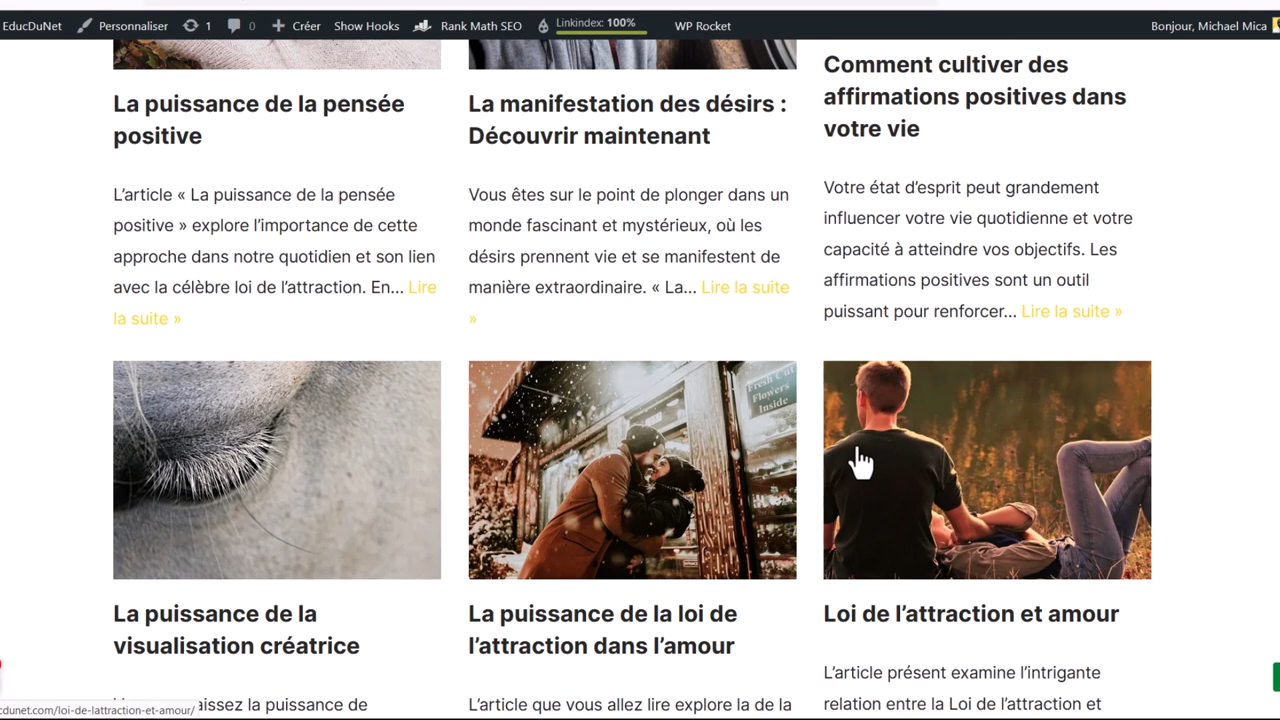 EducDuNet Personnaliser 1 0 Créer Show Hooks Rank Math SEO Linkindex: 100% WP Rocket Bonjour, Michael Mica
La puissance de la pensée
positive
L’article « La puissance de la pensée
positive » explore l’importance de cette
approche dans notre quotidien et son lien
avec la célèbre loi de l’attraction. En... Lire
la suite »
La manifestation des désirs :
Découvrir maintenant
Vous êtes sur le point de plonger dans un
monde fascinant et mystérieux, où les
désirs prennent vie et se manifestent de
manière extraordinaire. « La... Lire la suite
»
Comment cultiver des
affirmations positives dans
votre vie
Votre état d’esprit peut grandement
influencer votre vie quotidienne et votre
capacité à atteindre vos objectifs. Les
affirmations positives sont un outil
puissant pour renforcer... Lire la suite »
Fresh Cut
Flowers
Inside
La puissance de la
visualisation créatrice
puissance de
La puissance de la loi de
l’attraction dans l’amour
L’article que vous allez lire explore la de la
Loi de l’attraction et amour
L’article présent examine l’intrigante
relation entre la Loi de l’attraction et
cdunet.com/loi-de-lattraction-et-amour/